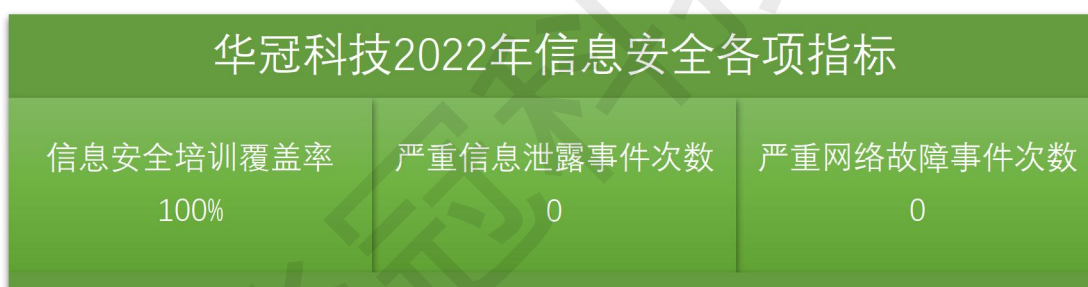 华冠科技2022年信息安全各项指标
信息安全培训覆盖率 严重信息泄露事件次数 严重网络故障事件次数
100% 0 0